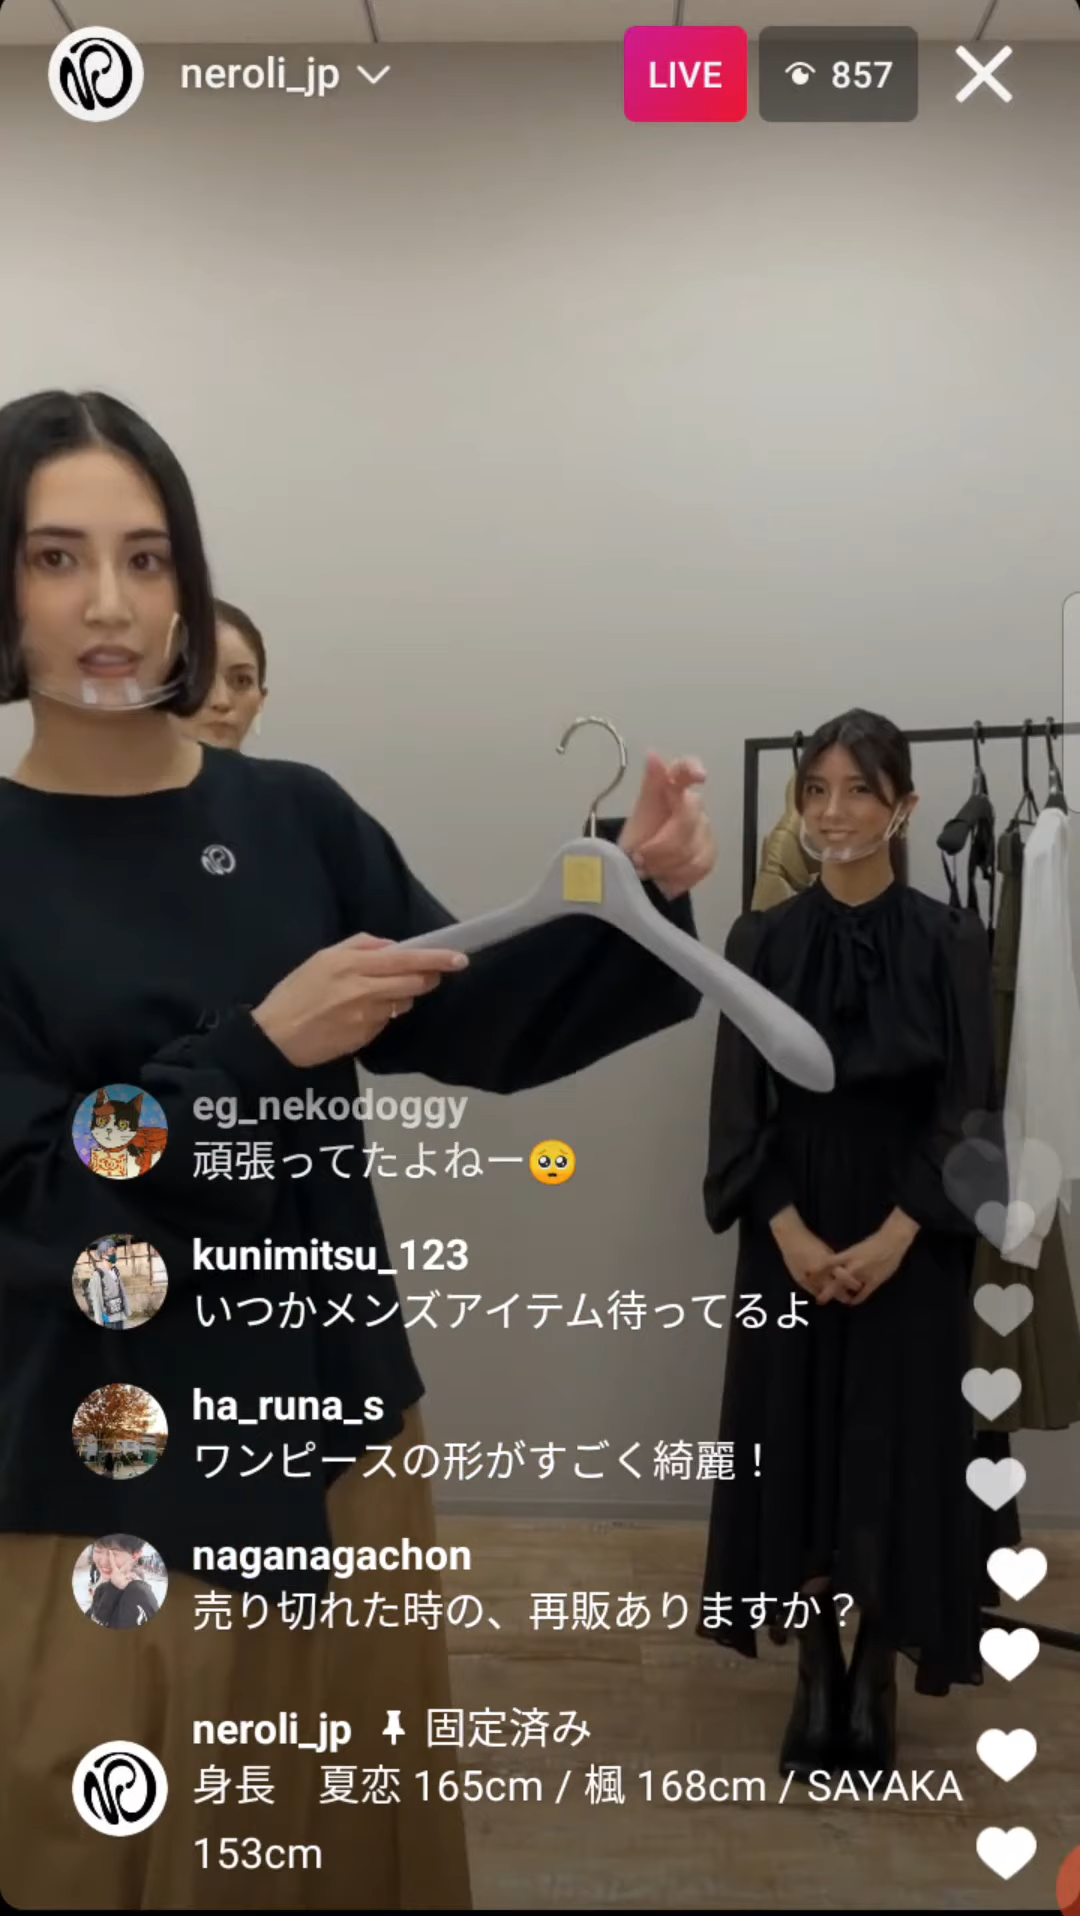 neroli_jp
LIVE
857
eg_nekodoggy
頑張ってたよねー🥺
kunimitsu_123
いつかメンズアイテム待ってるよ
ha_runa_s
ワンピースの形がすごく綺麗！
naganagachon
売り切れた時の、再販ありますか？
neroli_jp 固定済み
身長　夏恋 165cm / 楓 168cm / SAYAKA
153cm